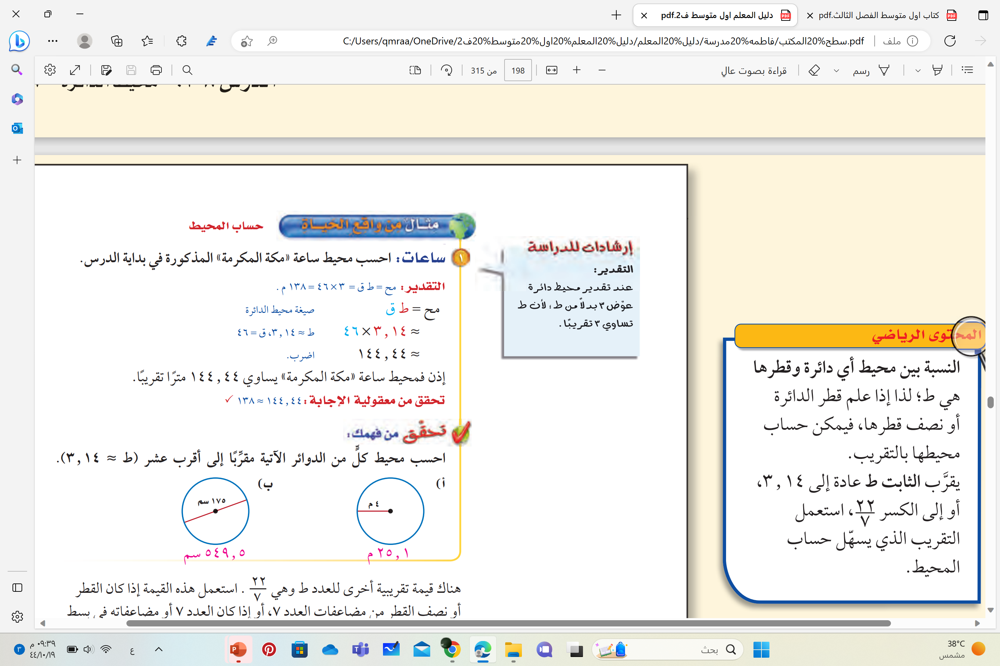 كتاب اول متوسط الفصل الثالث.pdf
دليل المعلم اول متوسط ف2.pdf
ملف
C:/Users/qmraa/OneDrive/سطح%20المكتب/فاطمه%20مدرسة/دليل%20المعلم/دليل%20المعلم%20اول%20متوسط%20ف2.pdf
قراءة بصوت عالٍ
رسم
198
من 315
مثـال من واقع الحياة
حساب المحيط
١ ساعات: احسب محيط ساعة «مكة المكرمة» المذكورة في بداية الدرس.
التقدير: مح = ط ق = ٣ × ٤٦ = ١٣٨ م.
مح = ط ق صيغة محيط الدائرة
≈ ٣,١٤ × ٤٦ ط ≈ ٣,١٤، ق = ٤٦
≈ ١٤٤,٤٤ اضرب.
إذن فمحيط ساعة «مكة المكرمة» يساوي ١٤٤,٤٤ مترًا تقريبًا.
تحقق من معقولية الإجابة: ١٤٤,٤٤ ≈ ١٣٨ ✓
تحقق من فهمك:
احسب محيط كلٍّ من الدوائر الآتية مقرِّبًا إلى أقرب عشر (ط ≈ ٣,١٤).
أ)
٤ م
٢٥,١ م
ب)
١٧٥ سم
٥٤٩,٥ سم
هناك قيمة تقريبية أخرى للعدد ط وهي ٢٢/٧ . استعمل هذه القيمة إذا كان القطر
أو نصف القطر من مضاعفات العدد ٧، أو إذا كان العدد ٧ أو مضاعفاته في بسط
إرشادات للدراسة
التقدير:
عند تقدير محيط دائرة
عوّض ٣ بدلاً من ط؛ لأن ط
تساوي ٣ تقريبًا.
المحتوى الرياضي
النسبة بين محيط أي دائرة وقطرها
هي ط؛ لذا إذا علم قطر الدائرة
أو نصف قطرها، فيمكن حساب
محيطها بالتقريب.
يقرَّب الثابت ط عادة إلى ٣,١٤،
أو إلى الكسر ٢٢/٧، استعمل
التقريب الذي يسهّل حساب
المحيط.
38°C
مشمس
بحث
ع
٠٩:٣٩ م
٤٤/١٠/١٩
٣